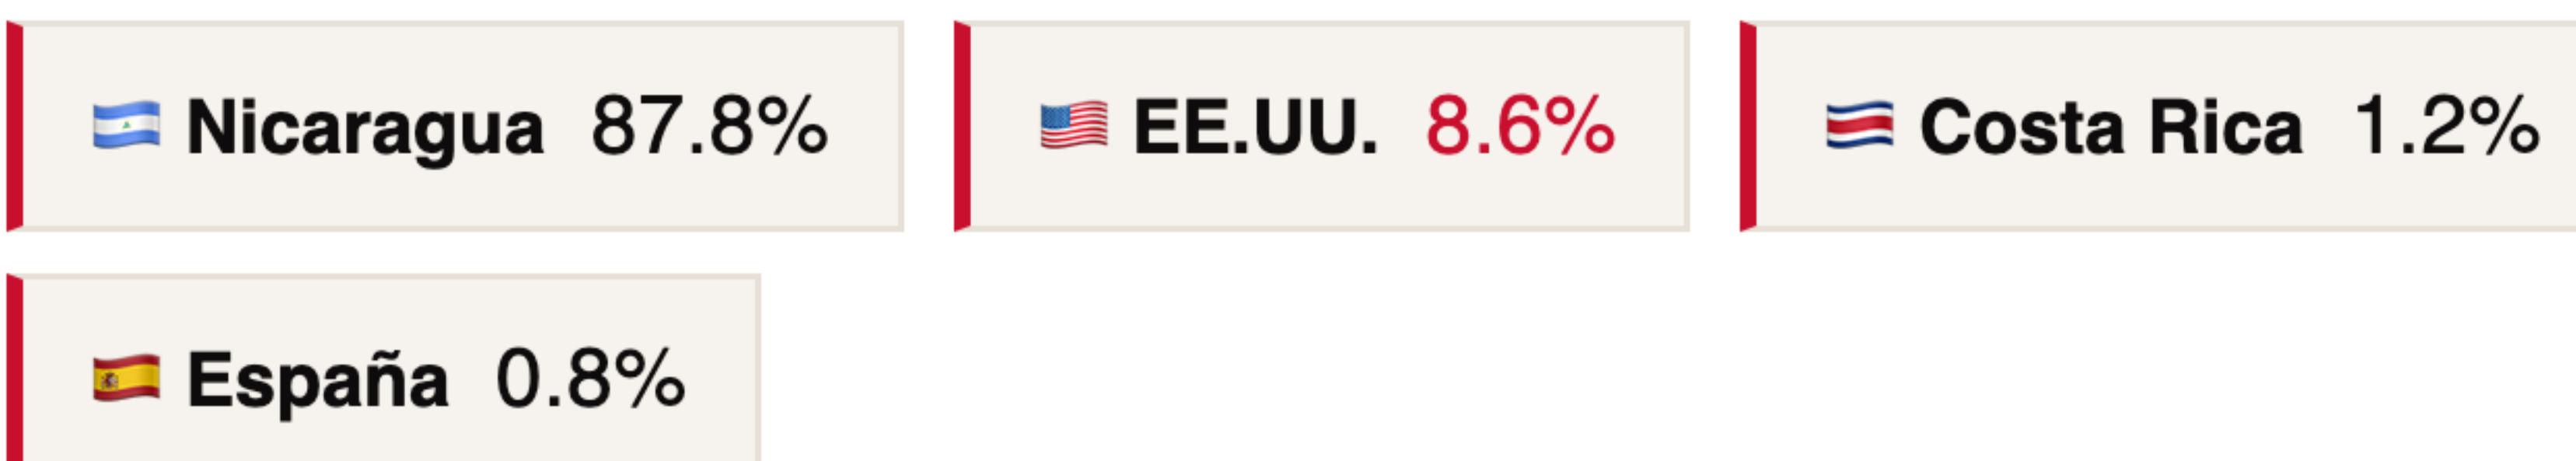 Nicaragua 87.8% EE.UU. 8.6% Costa Rica 1.2%
España 0.8%